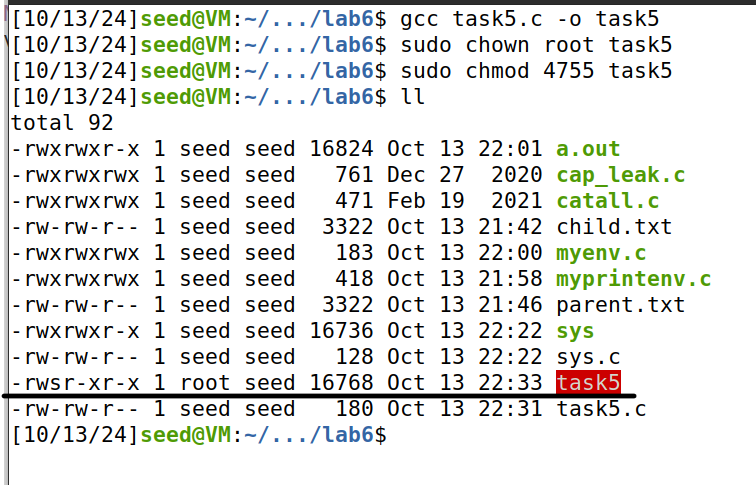 [10/13/24]seed@VM:~/.../lab6$ gcc task5.c -o task5
[10/13/24]seed@VM:~/.../lab6$ sudo chown root task5
[10/13/24]seed@VM:~/.../lab6$ sudo chmod 4755 task5
[10/13/24]seed@VM:~/.../lab6$ ll
total 92
-rwxrwxr-x 1 seed seed 16824 Oct 13 22:01 a.out
-rwxrwxrwx 1 seed seed   761 Dec 27  2020 cap_leak.c
-rwxrwxrwx 1 seed seed   471 Feb 19  2021 catall.c
-rw-rw-r-- 1 seed seed  3322 Oct 13 21:42 child.txt
-rwxrwxrwx 1 seed seed   183 Oct 13 22:00 myenv.c
-rwxrwxrwx 1 seed seed   418 Oct 13 21:58 myprintenv.c
-rw-rw-r-- 1 seed seed  3322 Oct 13 21:46 parent.txt
-rwxrwxr-x 1 seed seed 16736 Oct 13 22:22 sys
-rw-rw-r-- 1 seed seed   128 Oct 13 22:22 sys.c
-rwsr-xr-x 1 root seed 16768 Oct 13 22:33 task5
-rw-rw-r-- 1 seed seed   180 Oct 13 22:31 task5.c
[10/13/24]seed@VM:~/.../lab6$